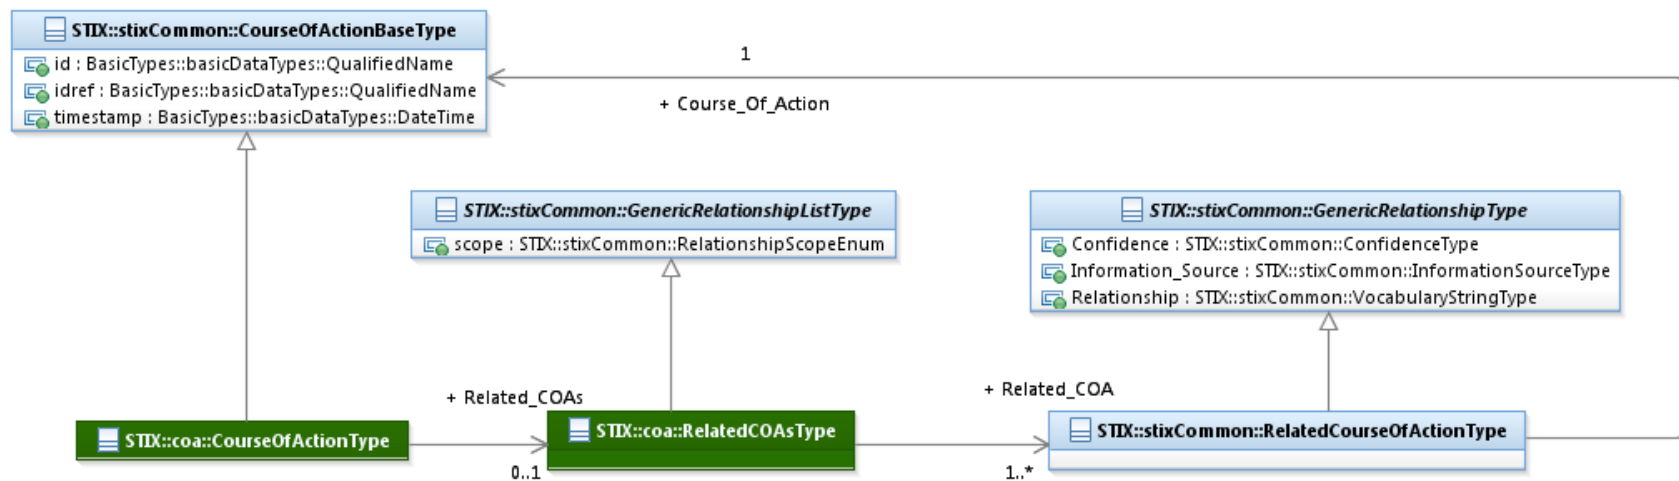 STIX::stixCommon::CourseOfActionBaseType
id : BasicTypes::basicDataTypes::QualifiedName
idref : BasicTypes::basicDataTypes::QualifiedName
timestamp : BasicTypes::basicDataTypes::DateTime
1
+ Course_Of_Action
STIX::stixCommon::GenericRelationshipListType
scope : STIX::stixCommon::RelationshipScopeEnum
STIX::stixCommon::GenericRelationshipType
Confidence : STIX::stixCommon::ConfidenceType
Information_Source : STIX::stixCommon::InformationSourceType
Relationship : STIX::stixCommon::VocabularyStringType
+ Related_COAs
+ Related_COA
STIX::coa::CourseOfActionType
STIX::coa::RelatedCOAsType
STIX::stixCommon::RelatedCourseOfActionType
0..1
1..*